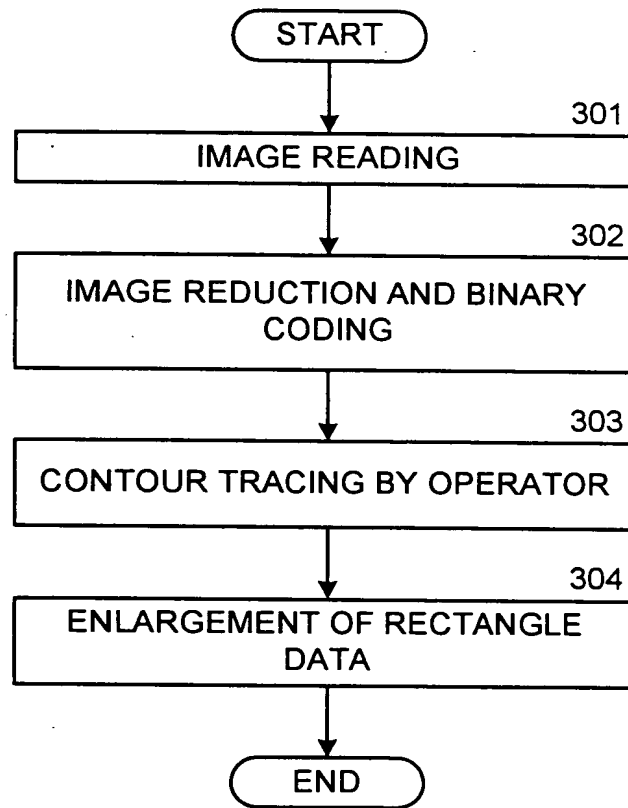 START
301
IMAGE READING
302
IMAGE REDUCTION AND BINARY
CODING
303
CONTOUR TRACING BY OPERATOR
304
ENLARGEMENT OF RECTANGLE
DATA
END